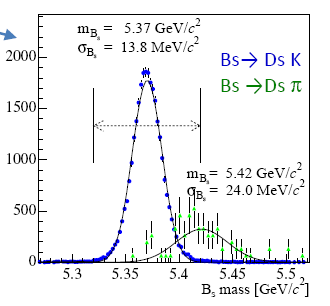 m_Bs = 5.37 GeV/c²
σ_Bs = 13.8 MeV/c²
Bs→ Ds K
Bs→Ds π
m_Bs = 5.42 GeV/c²
σ_Bs = 24.0 MeV/c²
2000
1500
1000
500
0
5.3 5.35 5.4 5.45 5.5
B_s mass [GeV/c²]